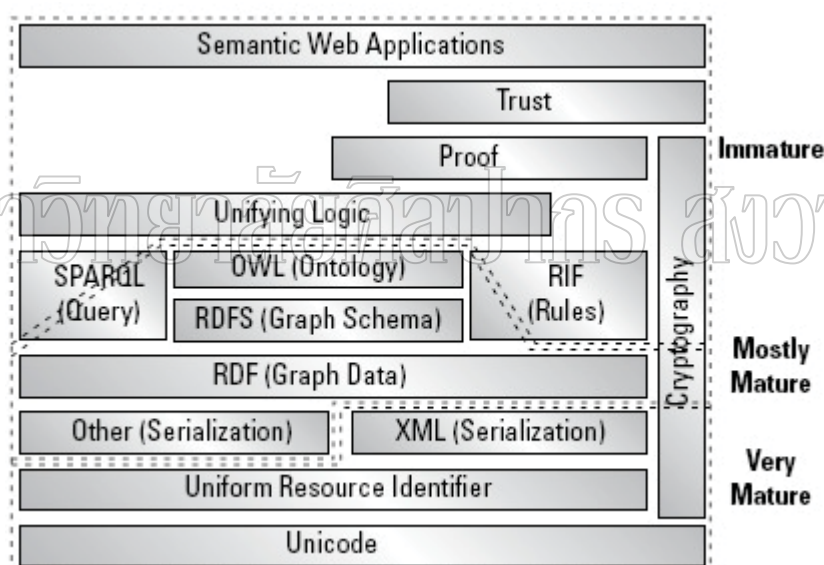 Semantic Web Applications
Trust
Proof
Immature
Unifying Logic
SPARQL
(Query)
OWL (Ontology)
RDFS (Graph Schema)
RIF
(Rules)
Cryptography
RDF (Graph Data)
Mostly
Mature
Other (Serialization)
XML (Serialization)
Very
Mature
Uniform Resource Identifier
Unicode